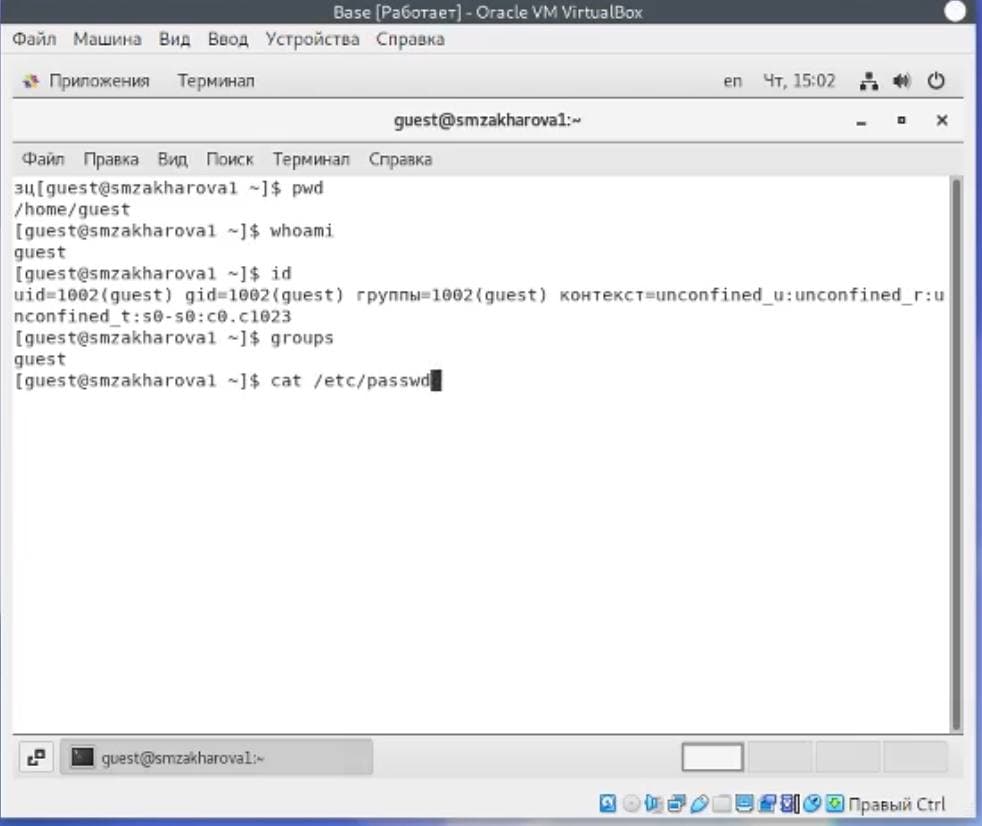 Base [Работает] - Oracle VM VirtualBox
Файл Машина Вид Ввод Устройства Справка
Приложения Терминал en Чт, 15:02
guest@smzakharova1:~
Файл Правка Вид Поиск Терминал Справка
зц[guest@smzakharova1 ~]$ pwd
/home/guest
[guest@smzakharova1 ~]$ whoami
guest
[guest@smzakharova1 ~]$ id
uid=1002(guest) gid=1002(guest) группы=1002(guest) контекст=unconfined_u:unconfined_r:u
nconfined_t:s0-s0:c0.c1023
[guest@smzakharova1 ~]$ groups
guest
[guest@smzakharova1 ~]$ cat /etc/passwd
guest@smzakharova1:~
Правый Ctrl